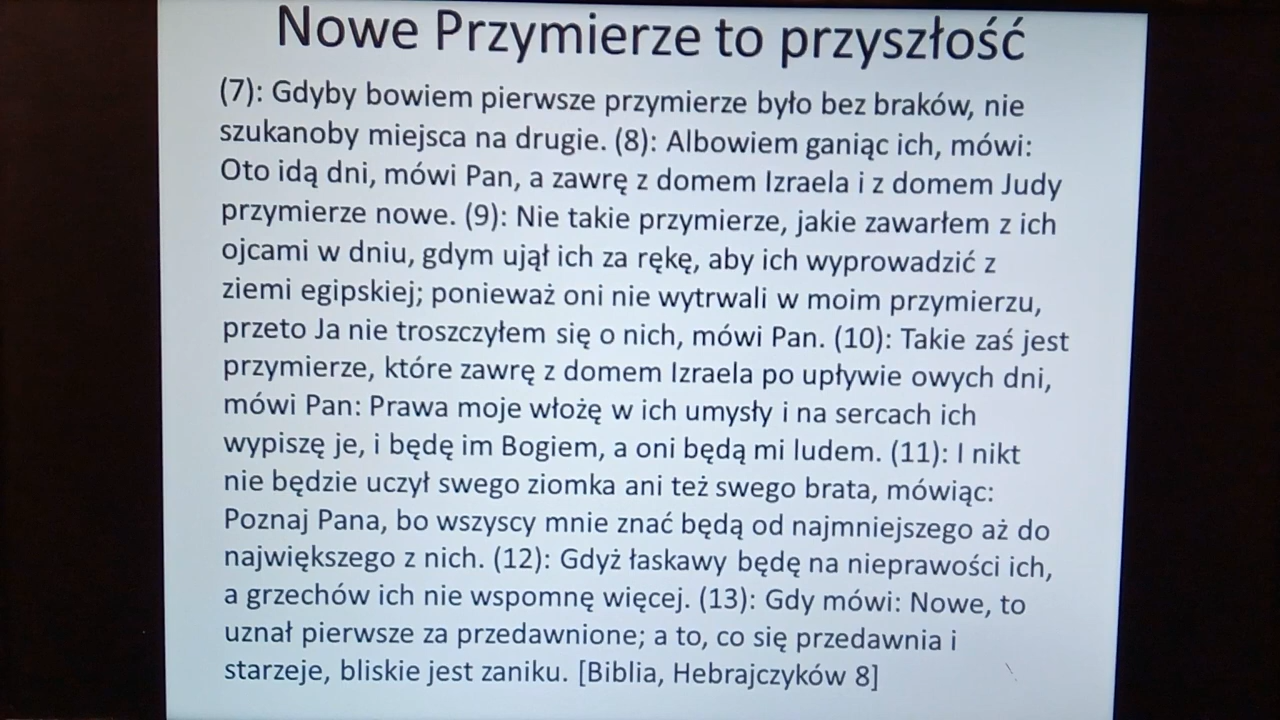 Nowe Przymierze to przyszłość
(7): Gdyby bowiem pierwsze przymierze było bez braków, nie
szukanoby miejsca na drugie. (8): Albowiem ganiąc ich, mówi:
Oto idą dni, mówi Pan, a zawrę z domem Izraela i z domem Judy
przymierze nowe. (9): Nie takie przymierze, jakie zawarłem z ich
ojcami w dniu, gdym ujął ich za rękę, aby ich wyprowadzić z
ziemi egipskiej; ponieważ oni nie wytrwali w moim przymierzu,
przeto Ja nie troszczyłem się o nich, mówi Pan. (10): Takie zaś jest
przymierze, które zawrę z domem Izraela po upływie owych dni,
mówi Pan: Prawa moje włożę w ich umysły i na sercach ich
wypiszę je, i będę im Bogiem, a oni będą mi ludem. (11): I nikt
nie będzie uczył swego ziomka ani też swego brata, mówiąc:
Poznaj Pana, bo wszyscy mnie znać będą od najmniejszego aż do
największego z nich. (12): Gdyż łaskawy będę na nieprawości ich,
a grzechów ich nie wspomnę więcej. (13): Gdy mówi: Nowe, to
uznał pierwsze za przedawnione; a to, co się przedawnia i
starzeje, bliskie jest zaniku. [Biblia, Hebrajczyków 8]